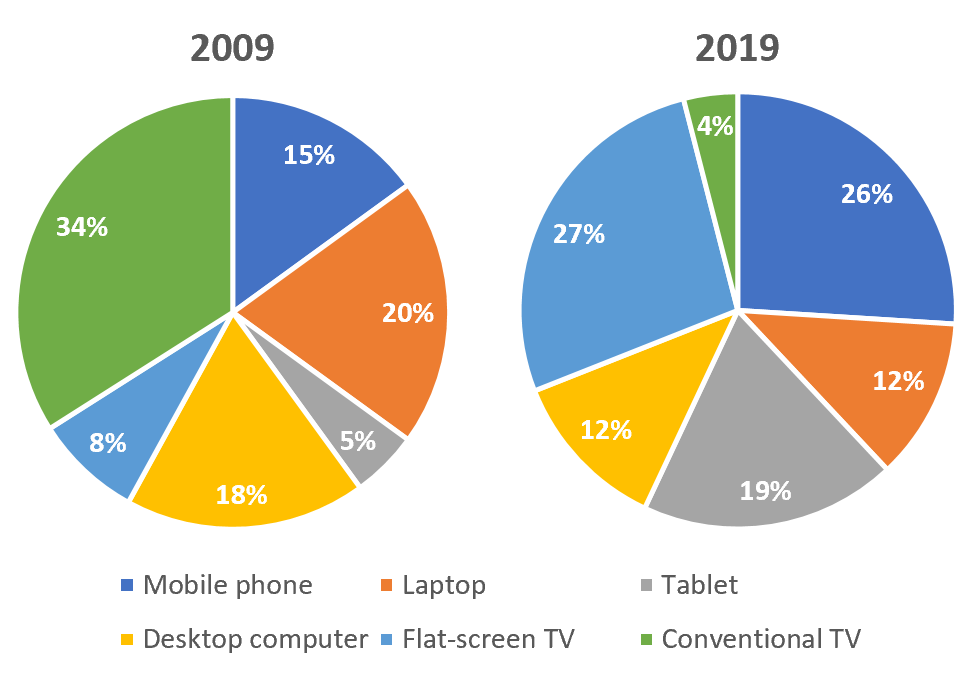 2009
15%
20%
5%
18%
8%
34%
2019
26%
12%
19%
12%
27%
4%
Mobile phone
Laptop
Tablet
Desktop computer
Flat-screen TV
Conventional TV